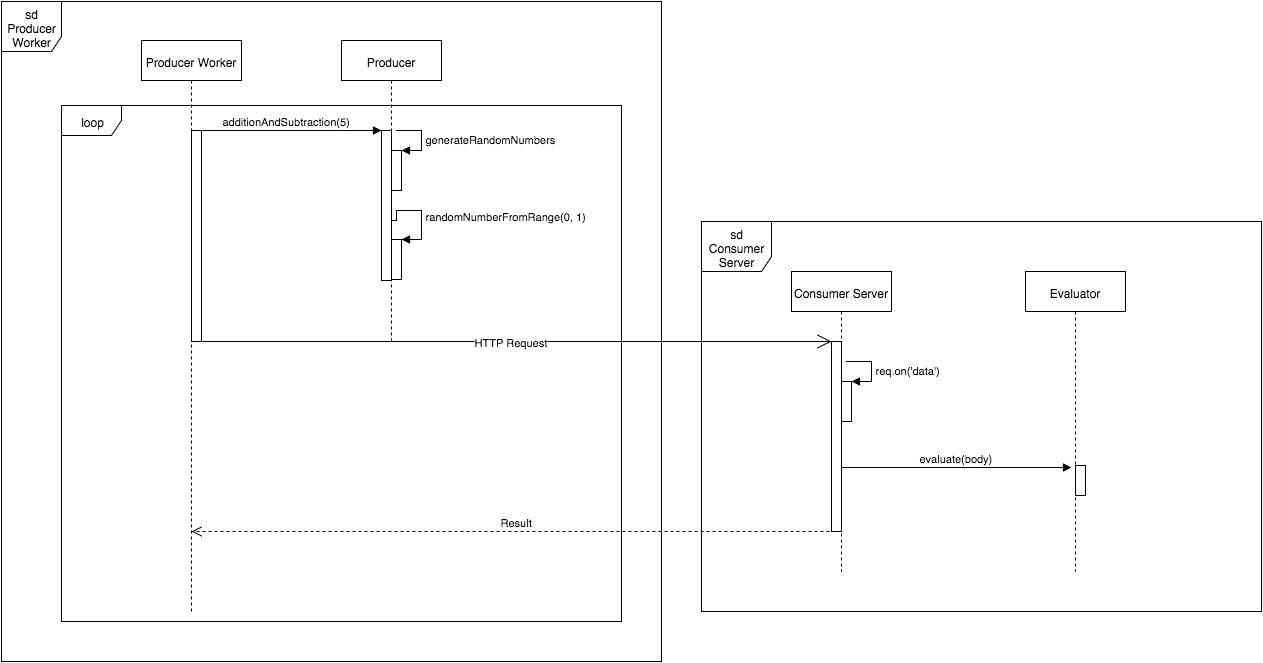 sd
Producer
Worker
Producer Worker
Producer
loop
additionAndSubtraction(5)
generateRandomNumbers
randomNumberFromRange(0, 1)
sd
Consumer
Server
Consumer Server
Evaluator
HTTP Request
req.on('data')
evaluate(body)
Result